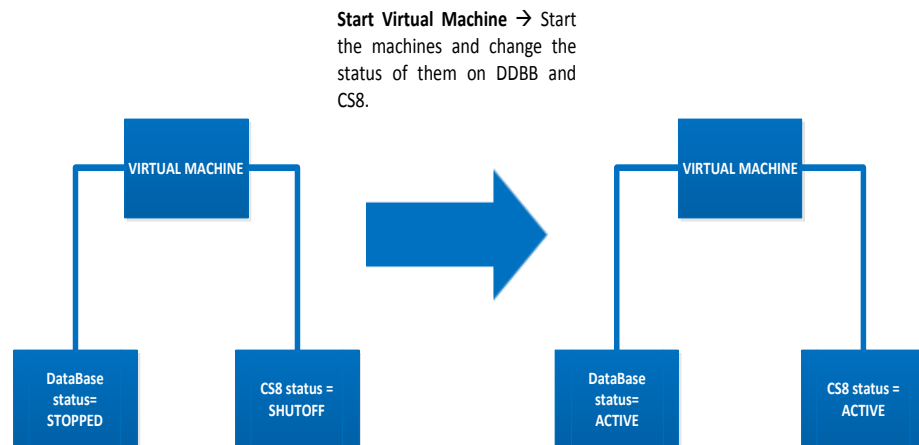 Start Virtual Machine → Start
the machines and change the
status of them on DDBB and
CS8.
VIRTUAL MACHINE
VIRTUAL MACHINE
DataBase
status=
STOPPED
CS8 status =
SHUTOFF
DataBase
status=
ACTIVE
CS8 status =
ACTIVE